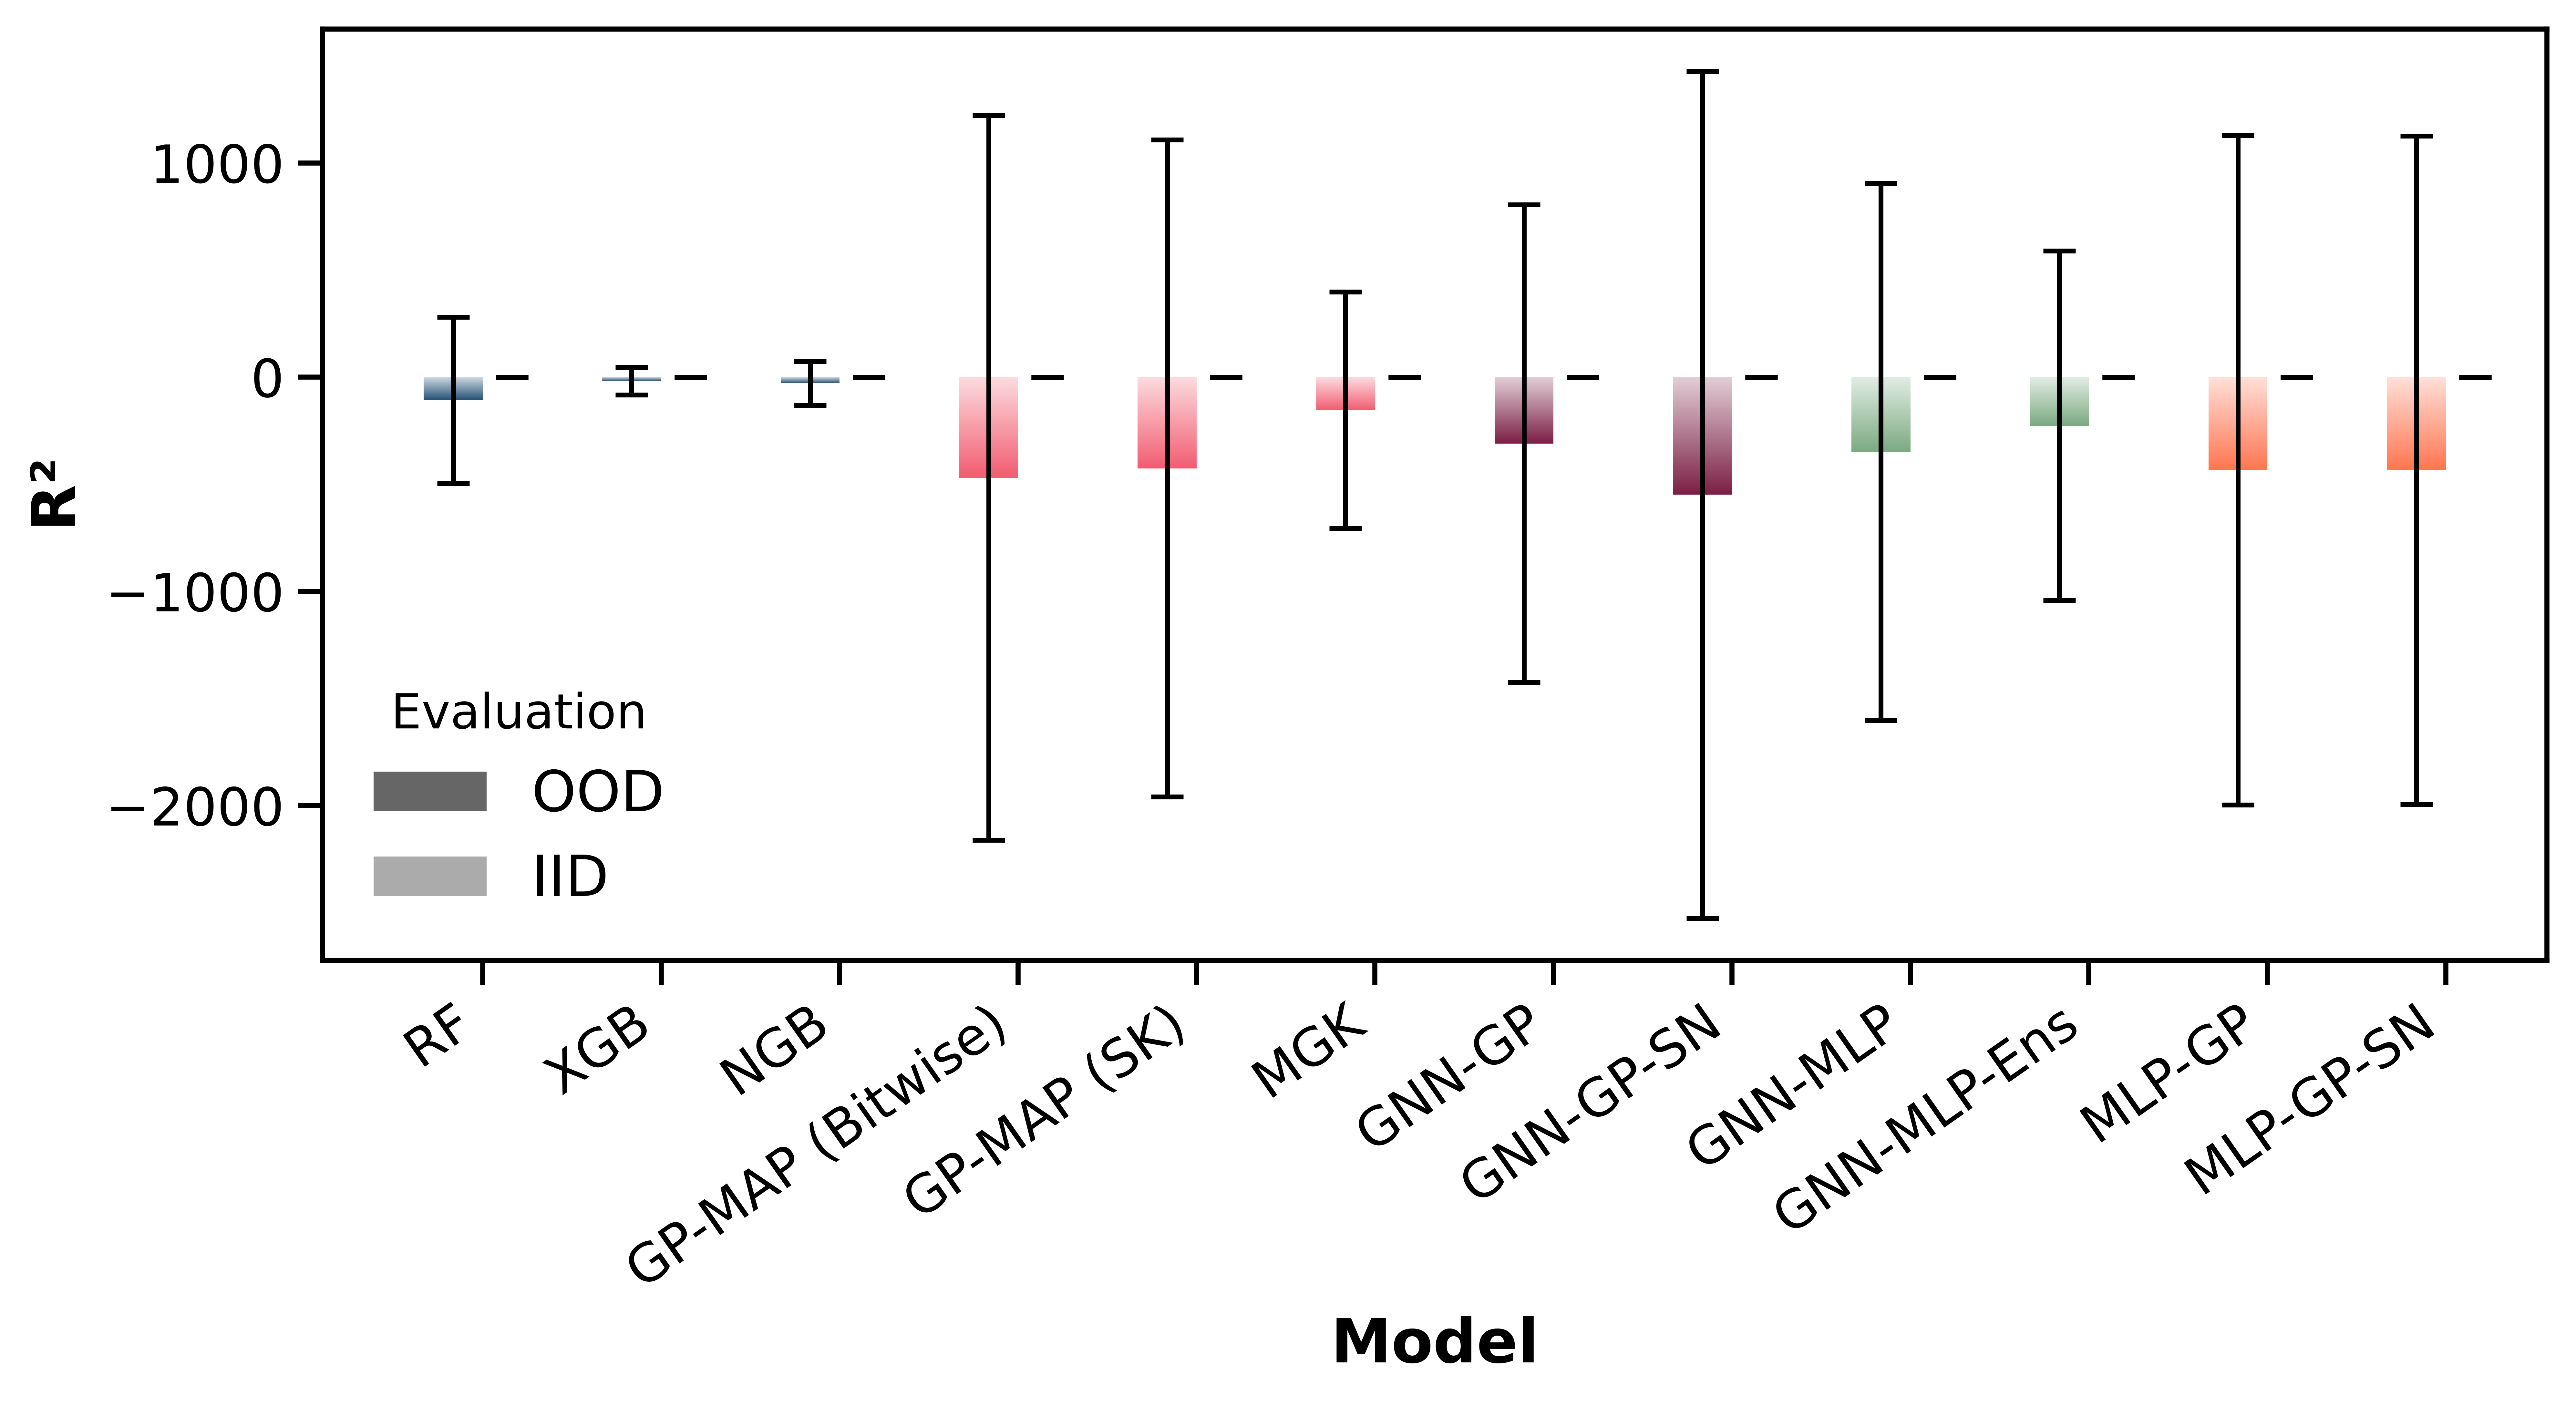 1000
0
−1000
−2000
R²
Evaluation
OOD
IID
RF
XGB
NGB
GP-MAP (Bitwise)
GP-MAP (SK)
MGK
GNN-GP
GNN-GP-SN
GNN-MLP
GNN-MLP-Ens
MLP-GP
MLP-GP-SN
Model